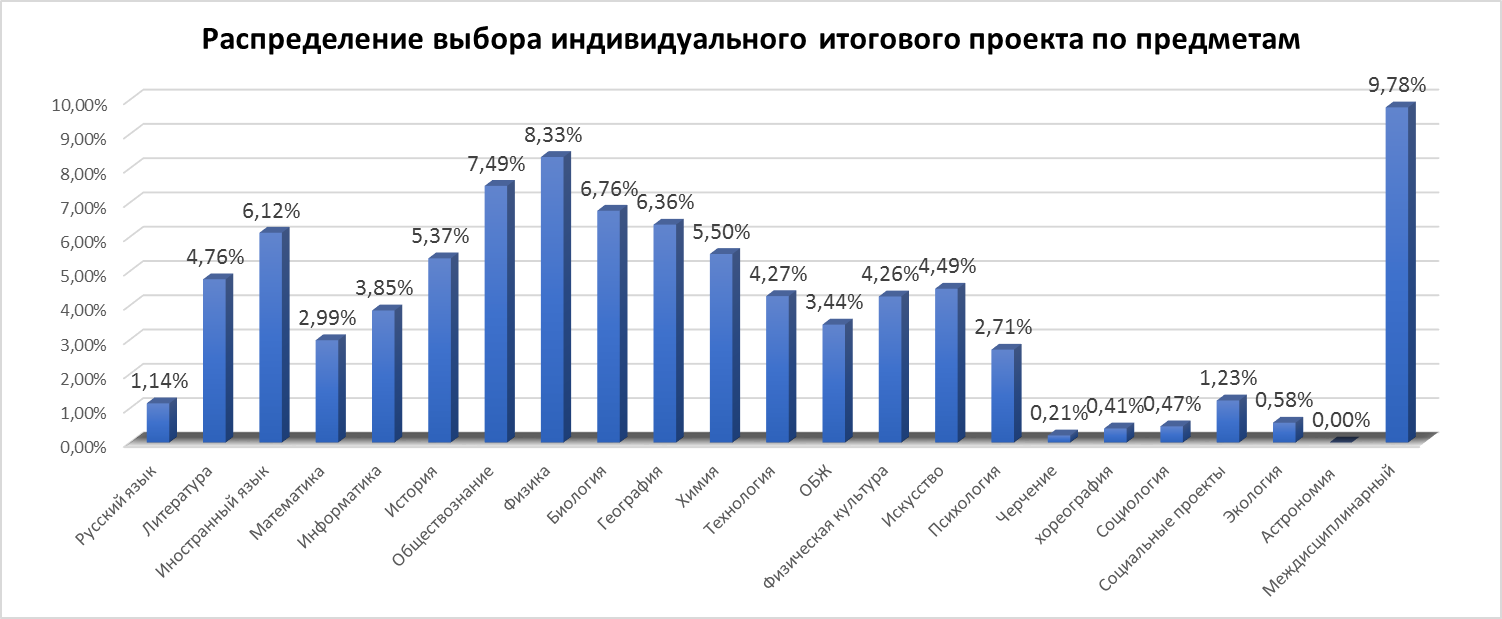 Распределение выбора индивидуального итогового проекта по предметам
10,00%
9,00%
8,00%
7,00%
6,00%
5,00%
4,00%
3,00%
2,00%
1,00%
0,00%
1,14%
4,76%
6,12%
2,99%
3,85%
5,37%
7,49%
8,33%
6,76%
6,36%
5,50%
4,27%
3,44%
4,26%
4,49%
2,71%
0,21%
0,41%
0,47%
1,23%
0,58%
0,00%
9,78%
Русский язык
Литература
Иностранный язык
Математика
Информатика
История
Обществознание
Физика
Биология
География
Химия
Технология
ОБЖ
Физическая культура
Искусство
Психология
Черчение
хореография
Социология
Социальные проекты
Экология
Астрономия
Междисциплинарный